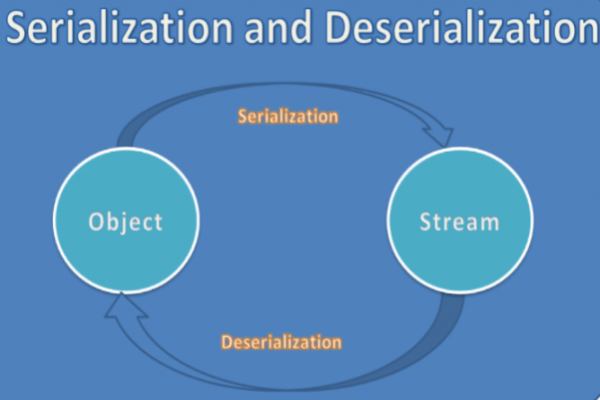 Serialization and Deserialization
Serialization
Object
Stream
Deserialization